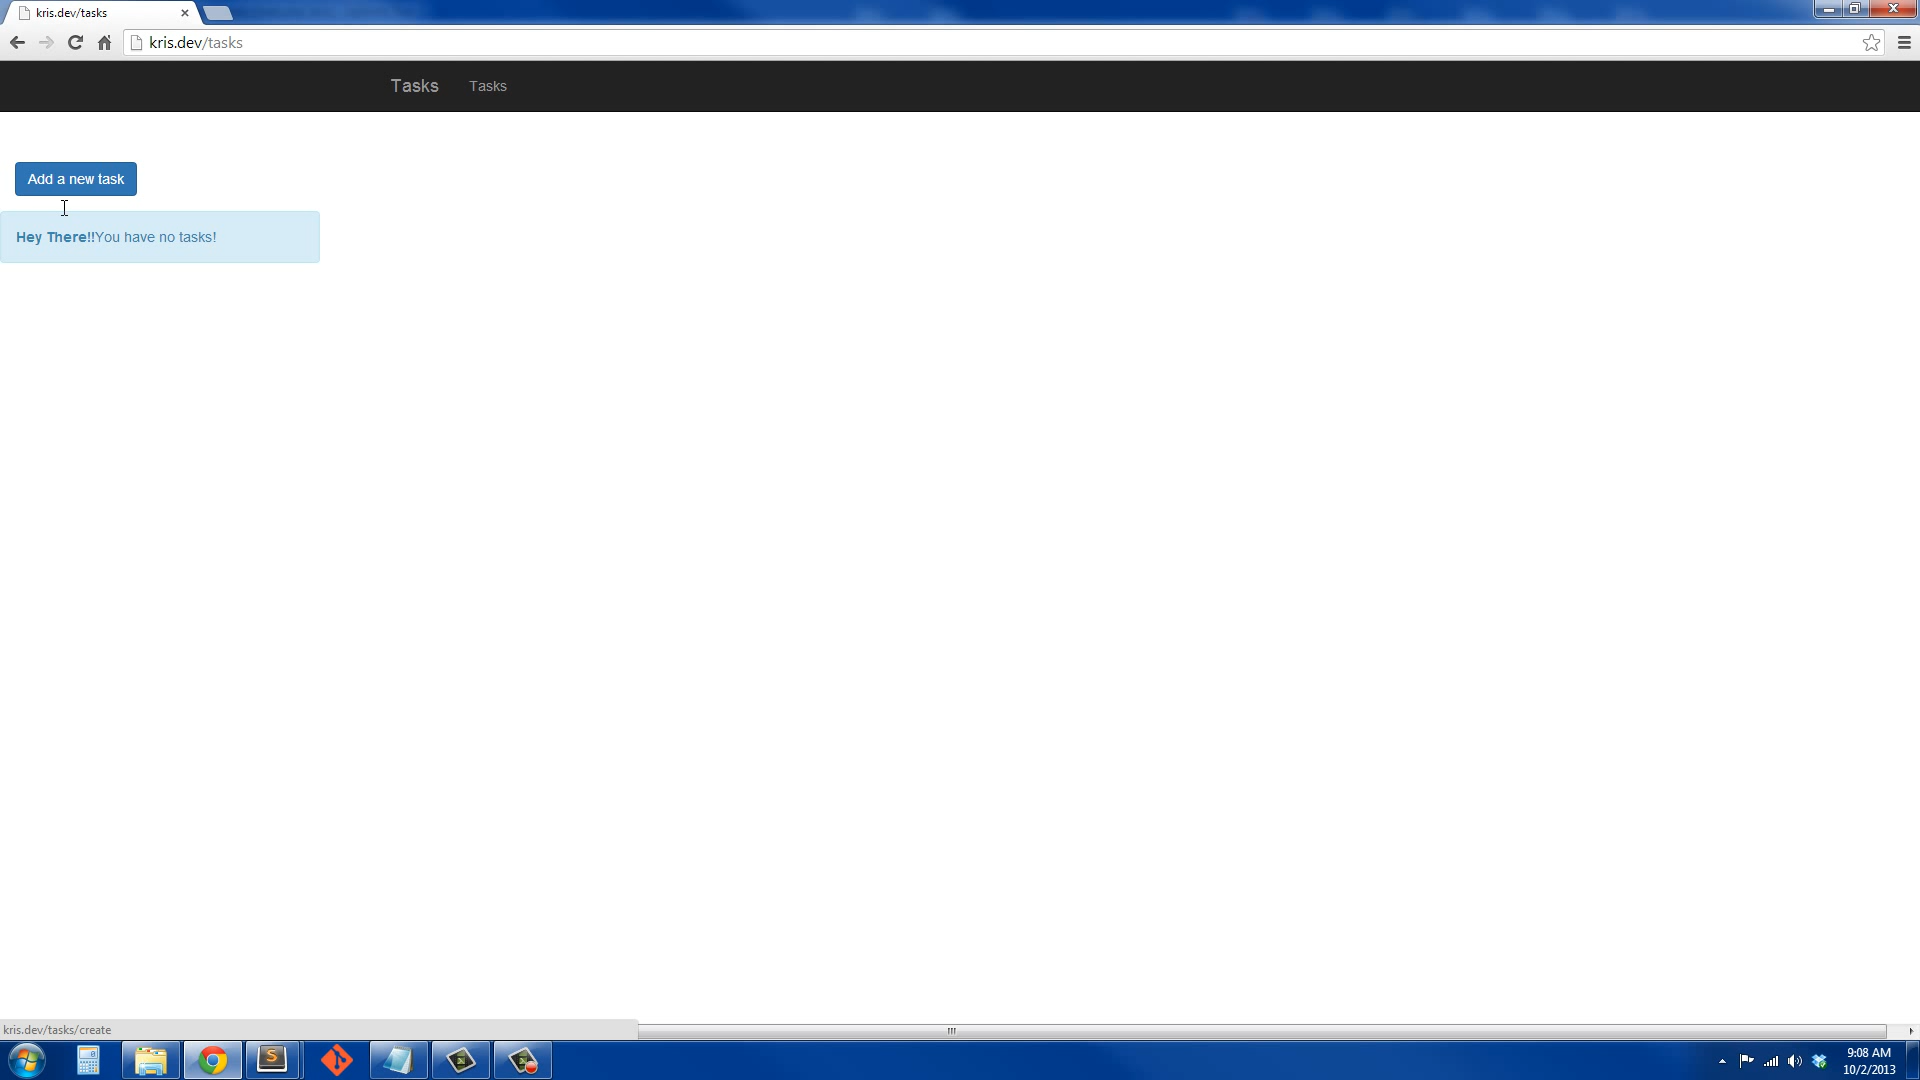 kris.dev/tasks
kris.dev/tasks
Tasks
Tasks
Add a new task
Hey There!!You have no tasks!
kris.dev/tasks/create
9:08 AM
10/2/2013